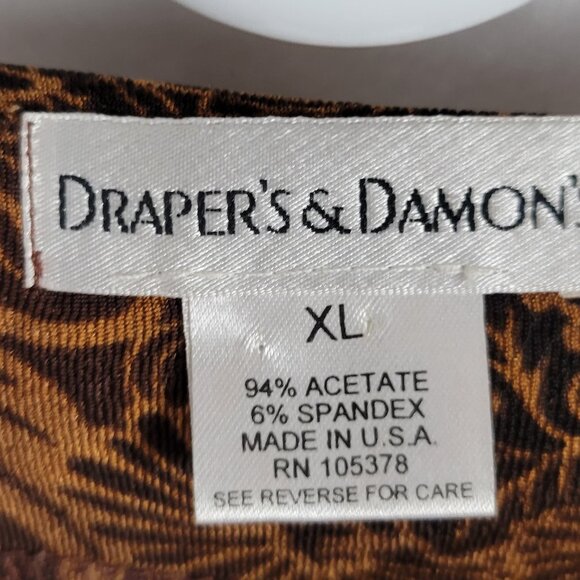 DRAPER'S & DAMON'S
XL
94% ACETATE
6% SPANDEX
MADE IN U.S.A.
RN 105378
SEE REVERSE FOR CARE